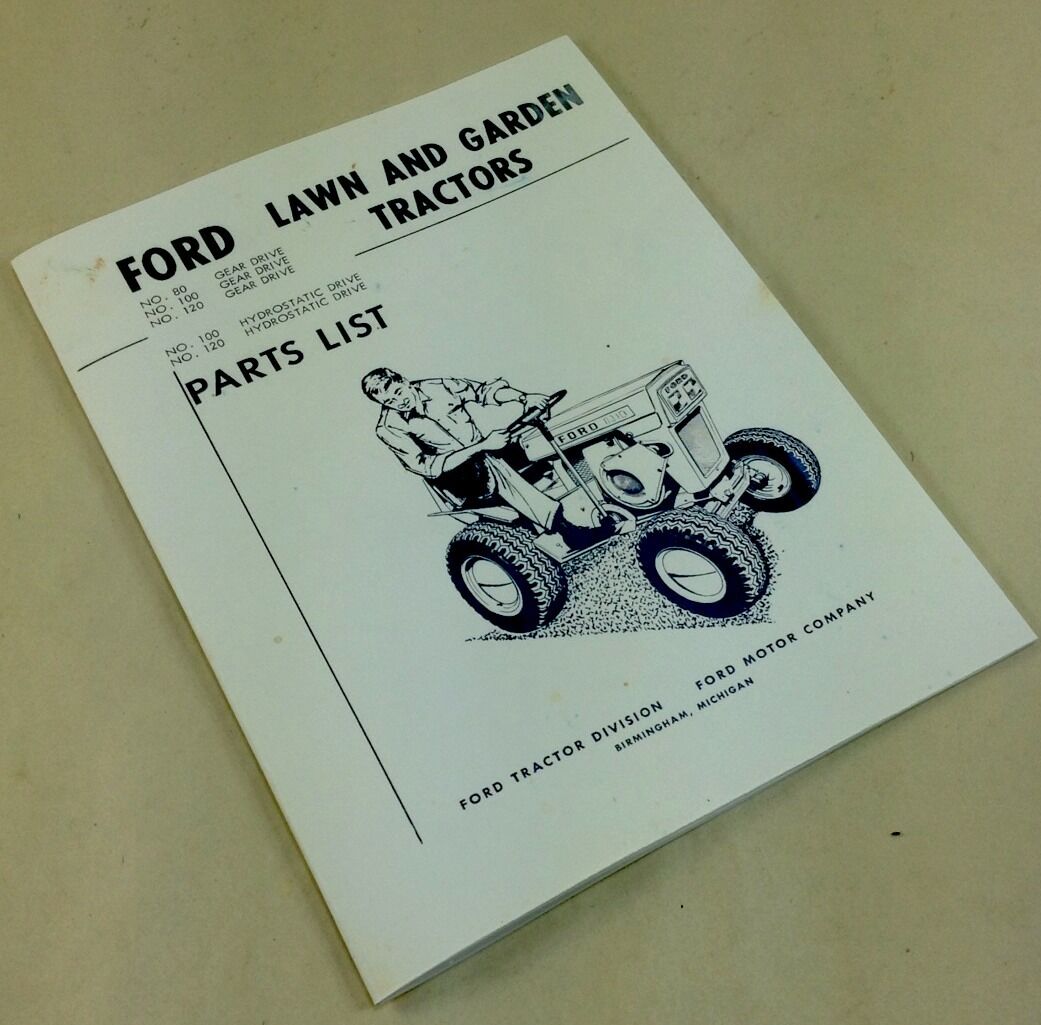 FORD LAWN AND GARDEN
TRACTORS
NO. 80 GEAR DRIVE
NO. 100 GEAR DRIVE
NO. 120 GEAR DRIVE
NO. 100 HYDROSTATIC DRIVE
NO. 120 HYDROSTATIC DRIVE
PARTS LIST
FORD
FORD
FORD TRACTOR DIVISION FORD MOTOR COMPANY
BIRMINGHAM, MICHIGAN